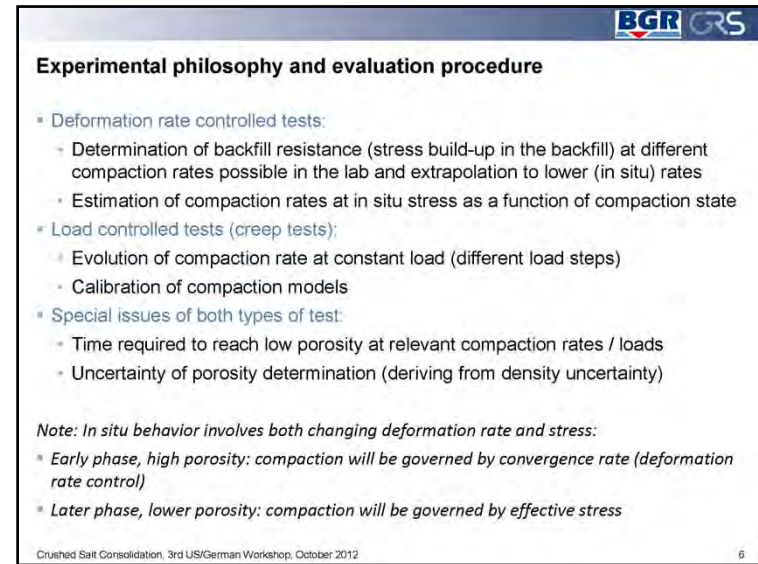 BGR GRS
Experimental philosophy and evaluation procedure
▪ Deformation rate controlled tests:
▪ Determination of backfill resistance (stress build-up in the backfill) at different
compaction rates possible in the lab and extrapolation to lower (in situ) rates
▪ Estimation of compaction rates at in situ stress as a function of compaction state
▪ Load controlled tests (creep tests):
▪ Evolution of compaction rate at constant load (different load steps)
▪ Calibration of compaction models
▪ Special issues of both types of test:
▪ Time required to reach low porosity at relevant compaction rates / loads
▪ Uncertainty of porosity determination (deriving from density uncertainty)
Note: In situ behavior involves both changing deformation rate and stress:
▪ Early phase, high porosity: compaction will be governed by convergence rate (deformation
rate control)
▪ Later phase, lower porosity: compaction will be governed by effective stress
Crushed Salt Consolidation, 3rd US/German Workshop, October 2012 6